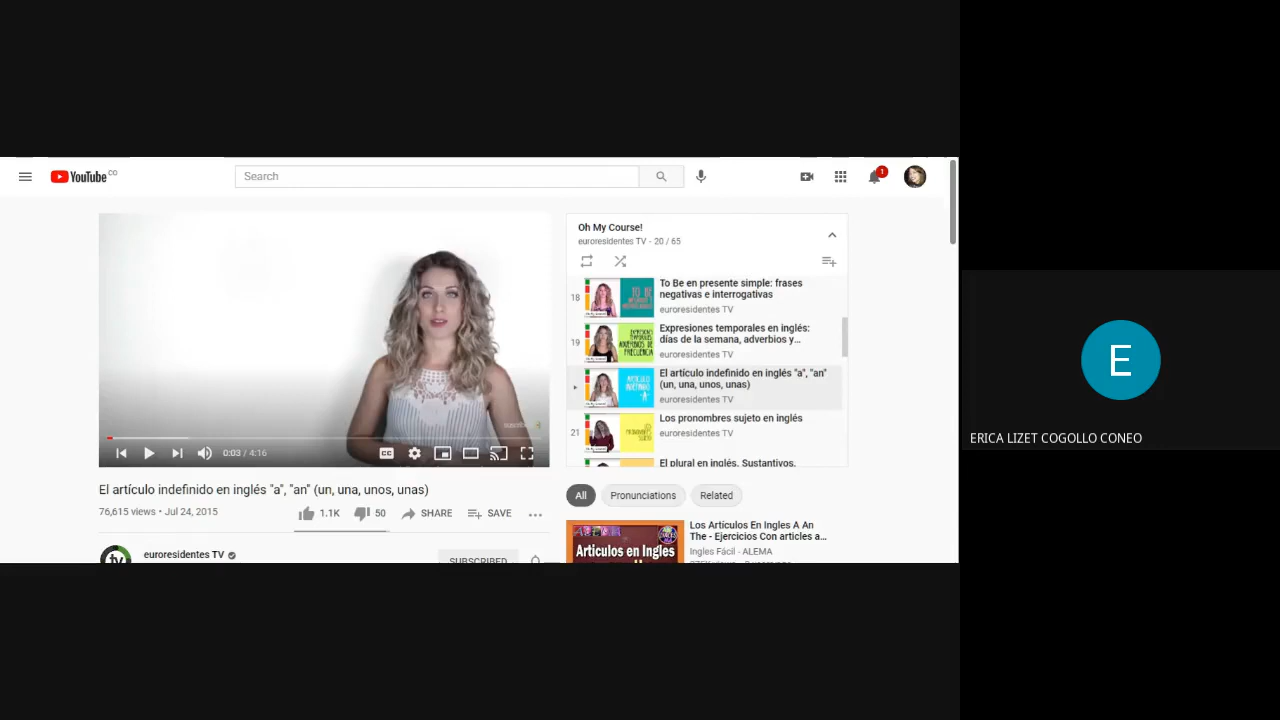 YouTube CO
Search
1
Oh My Course!
euroresidentes TV - 20 / 65
18
To Be en presente simple: frases
negativas e interrogativas
euroresidentes TV
19
Expresiones temporales en inglés:
días de la semana, adverbios y...
euroresidentes TV
El artículo indefinido en inglés "a", "an"
(un, una, unos, unas)
euroresidentes TV
21
Los pronombres sujeto en inglés
euroresidentes TV
El plural en inglés. Sustantivos,
CC
0:03 / 4:16
El artículo indefinido en inglés "a", "an" (un, una, unos, unas)
76,615 views • Jul 24, 2015
1.1K
50
SHARE
SAVE
euroresidentes TV
SUBSCRIBED
All
Pronunciations
Related
Artículos en Ingles
Los Artículos En Ingles A An
The - Ejercicios Con articles a...
Ingles Fácil - ALEMA
E
ERICA LIZET COGOLLO CONEO